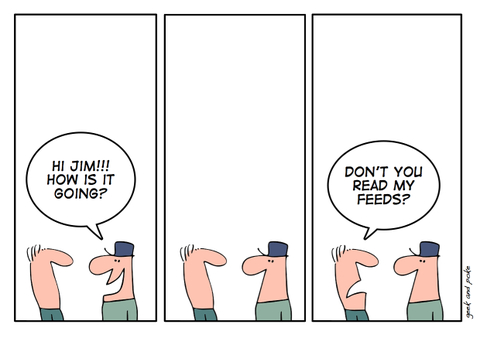 HI JIM!!!
HOW IS IT
GOING?
DON'T YOU
READ MY
FEEDS?
geek and poke